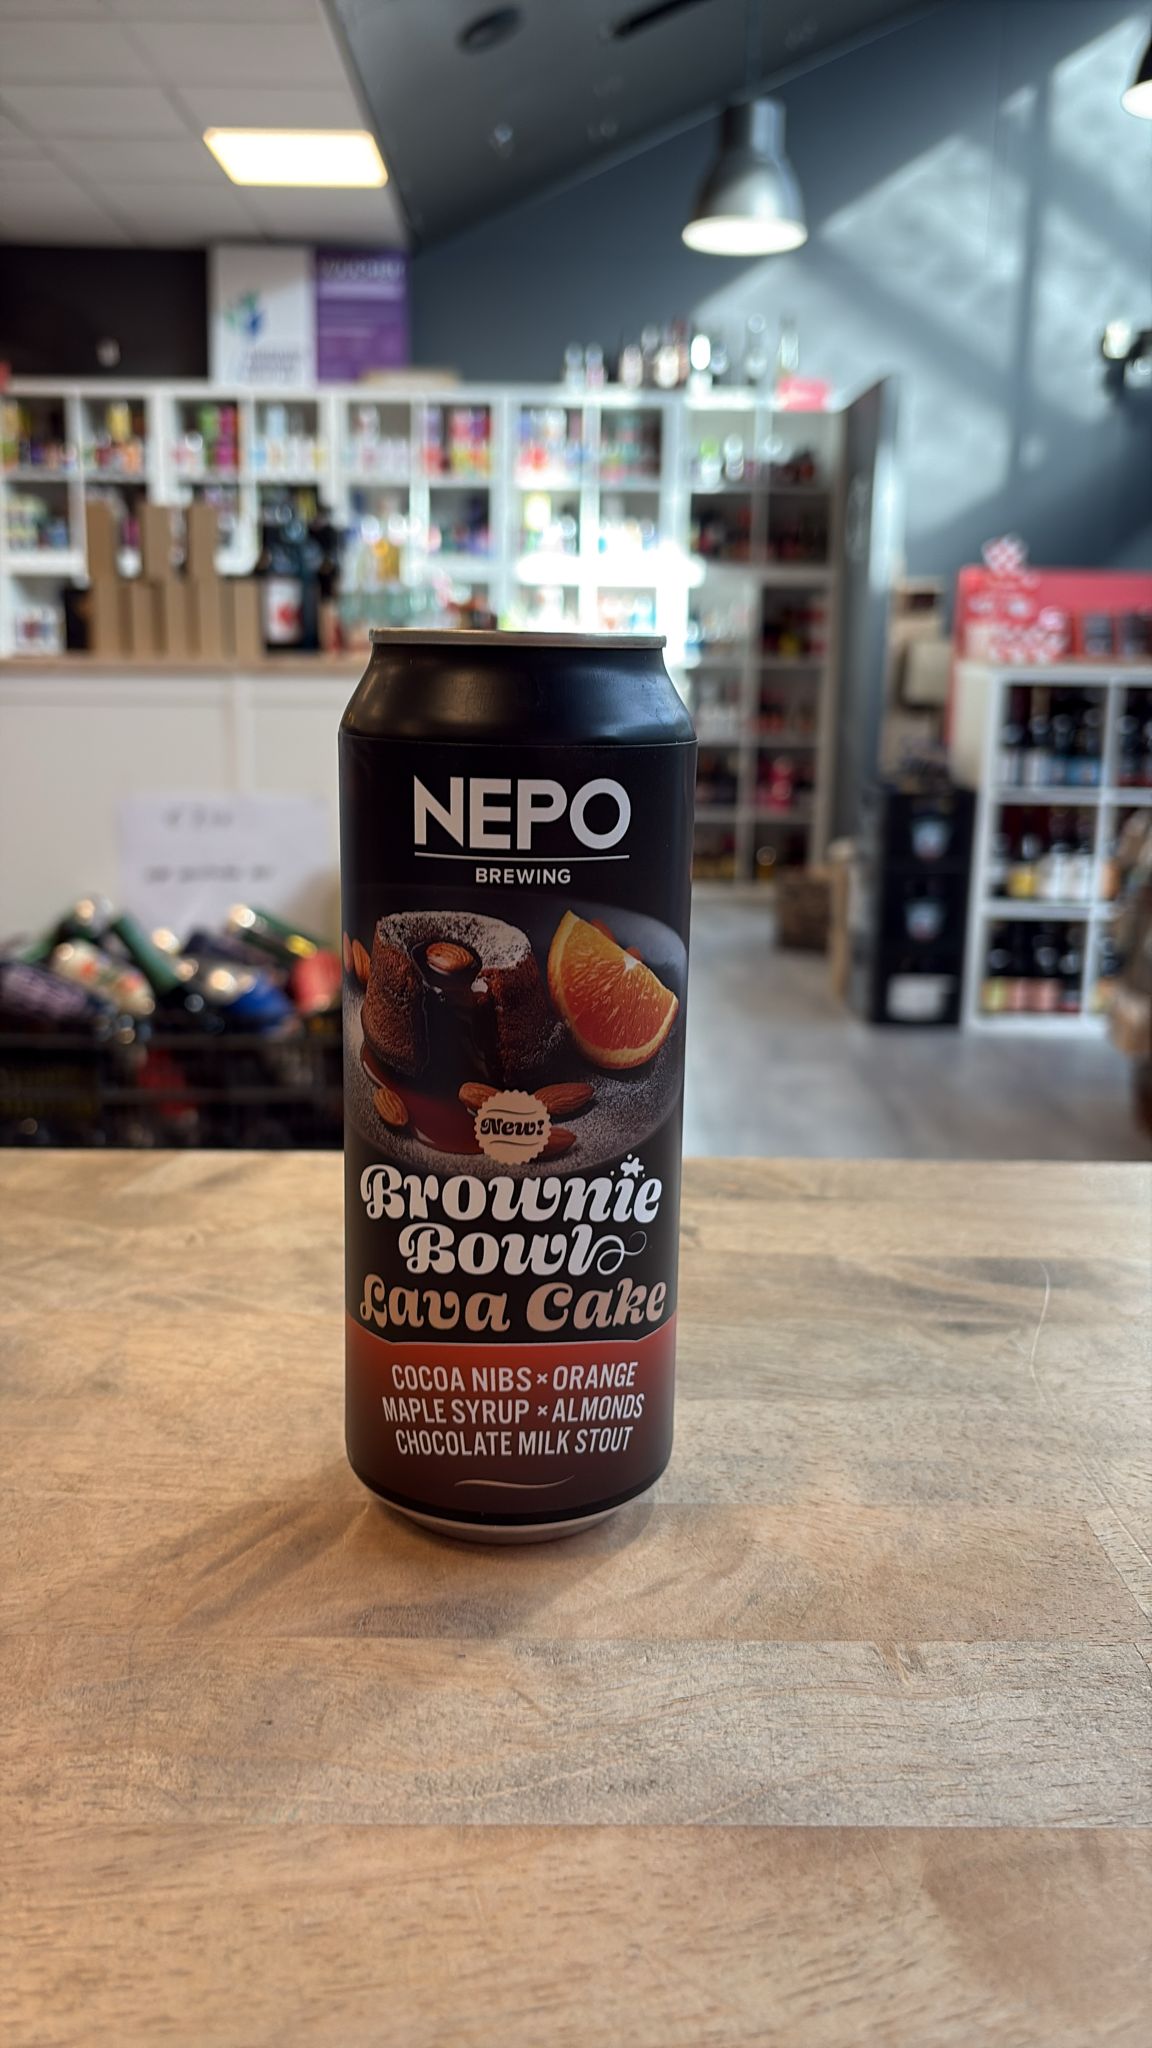 NEPO
BREWING
New!
Brownie
Bowl
Lava Cake
COCOA NIBS × ORANGE
MAPLE SYRUP × ALMONDS
CHOCOLATE MILK STOUT